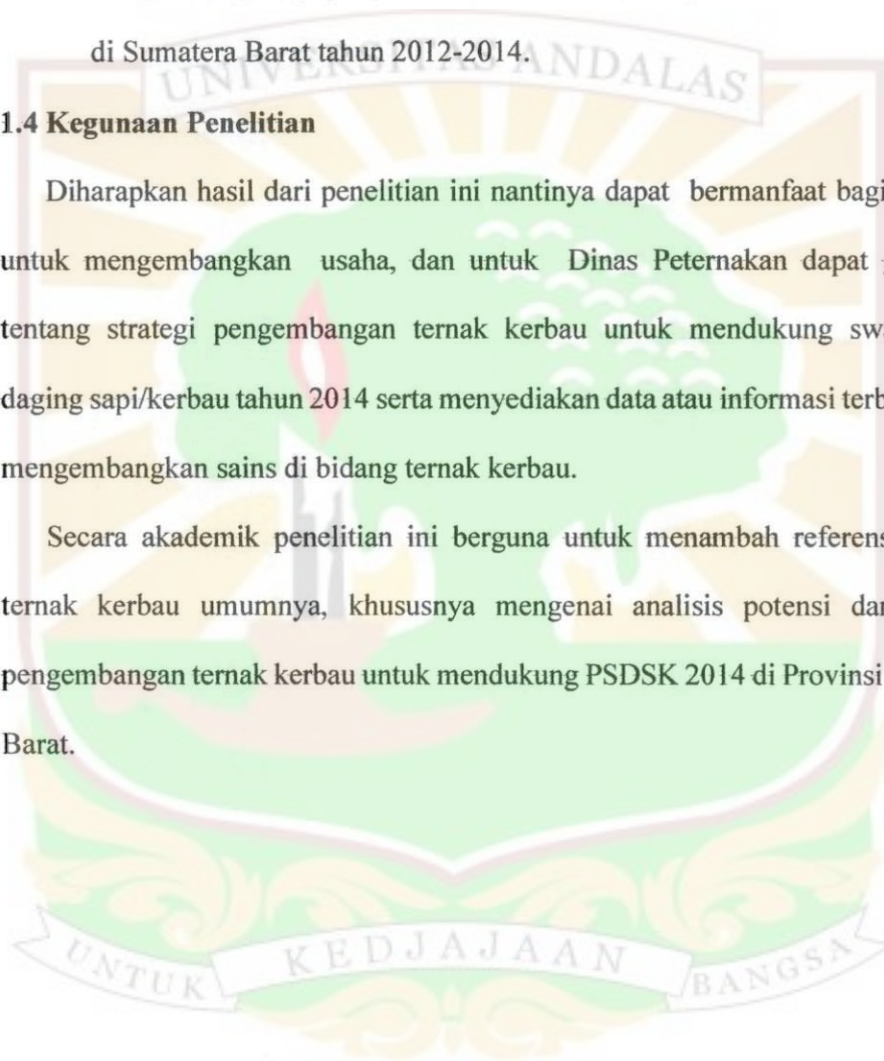 di Sumatera Barat tahun 2012-2014.
UNIVERSITAS ANDALAS
1.4 Kegunaan Penelitian
Diharapkan hasil dari penelitian ini nantinya dapat bermanfaat bagi
untuk mengembangkan usaha, dan untuk Dinas Peternakan dapat
tentang strategi pengembangan ternak kerbau untuk mendukung sw
daging sapi/kerbau tahun 2014 serta menyediakan data atau informasi terb
mengembangkan sains di bidang ternak kerbau.
Secara akademik penelitian ini berguna untuk menambah referens
ternak kerbau umumnya, khususnya mengenai analisis potensi dan
pengembangan ternak kerbau untuk mendukung PSDSK 2014 di Provinsi
Barat.
UNTUK KEDJAJAAN BANGSA